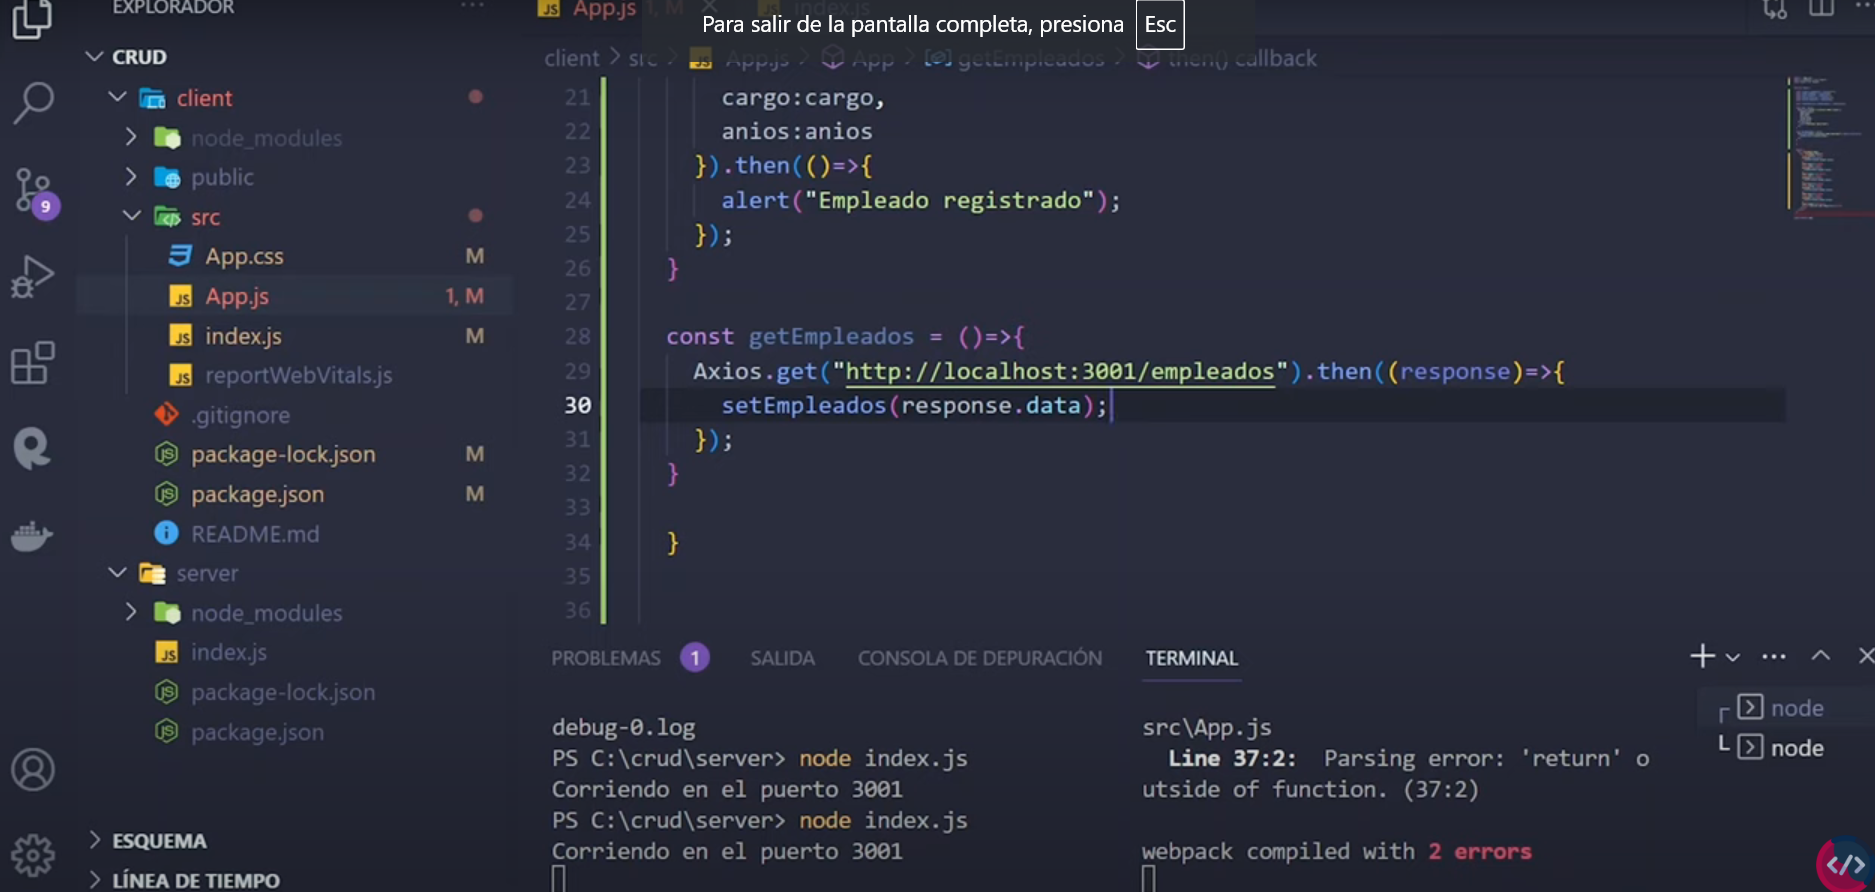 EXPLORADOR
CRUD
client
node_modules
public
src
App.css M
App.js 1, M
index.js M
reportWebVitals.js
.gitignore
package-lock.json M
package.json M
README.md
server
node_modules
index.js
package-lock.json
package.json
ESQUEMA
LÍNEA DE TIEMPO
9
JS App.js 1, M index.js
Para salir de la pantalla completa, presiona Esc
client > src > App.js > App > getEmpleados > then() callback
21 cargo:cargo,
22 anios:anios
23 }).then(()=>{
24 alert("Empleado registrado");
25 });
26 }
27
28 const getEmpleados = ()=>{
29 Axios.get("http://localhost:3001/empleados").then((response)=>{
30 setEmpleados(response.data);
31 });
32 }
33
34 }
35
36
PROBLEMAS 1 SALIDA CONSOLA DE DEPURACIÓN TERMINAL
debug-0.log
PS C:\crud\server> node index.js
Corriendo en el puerto 3001
PS C:\crud\server> node index.js
Corriendo en el puerto 3001
src\App.js
Line 37:2: Parsing error: 'return' o
utside of function. (37:2)
webpack compiled with 2 errors
node
node